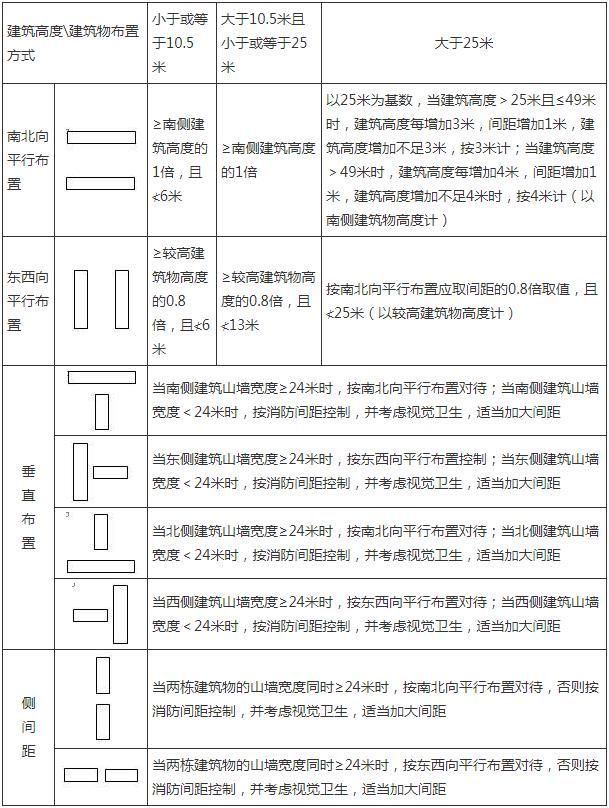 建筑高度\建筑物布置
方式
小于或等
于10.5
米
大于10.5米且
小于或等于25
米
大于25米
南北向
平行布
置
≥南侧建
筑高度的
1倍，且
≮6米
≥南侧建筑高度
的1倍
以25米为基数，当建筑高度＞25米且≤49米
时，建筑高度每增加3米，间距增加1米，建
筑高度增加不足3米，按3米计；当建筑高度
＞49米时，建筑高度每增加4米，间距增加1
米，建筑高度增加不足4米时，按4米计（以
南侧建筑物高度计）
东西向
平行布
置
≥较高建
筑物高度
的0.8
倍，且≮6
米
≥较高建筑物高
度的0.8倍，且
≮13米
按南北向平行布置应取间距的0.8倍取值，且
≮25米（以较高建筑物高度计）
垂
直
布
置
当南侧建筑山墙宽度≥24米时，按南北向平行布置对待；当南侧建筑山墙
宽度＜24米时，按消防间距控制，并考虑视觉卫生，适当加大间距
当东侧建筑山墙宽度≥24米时，按东西向平行布置控制；当东侧建筑山墙
宽度＜24米时，按消防间距控制，并考虑视觉卫生，适当加大间距
当北侧建筑山墙宽度≥24米时，按南北向平行布置对待；当北侧建筑山墙
宽度＜24米时，按消防间距控制，并考虑视觉卫生，适当加大间距
当西侧建筑山墙宽度≥24米时，按东西向平行布置对待；当西侧建筑山墙
宽度＜24米时，按消防间距控制，并考虑视觉卫生，适当加大间距
侧
间
距
当两栋建筑物的山墙宽度同时≥24米时，按南北向平行布置对待，否则按
消防间距控制，并考虑视觉卫生，适当加大间距
当两栋建筑物的山墙宽度同时≥24米时，按东西向平行布置对待，否则按
消防间距控制，并考虑视觉卫生，适当加大间距